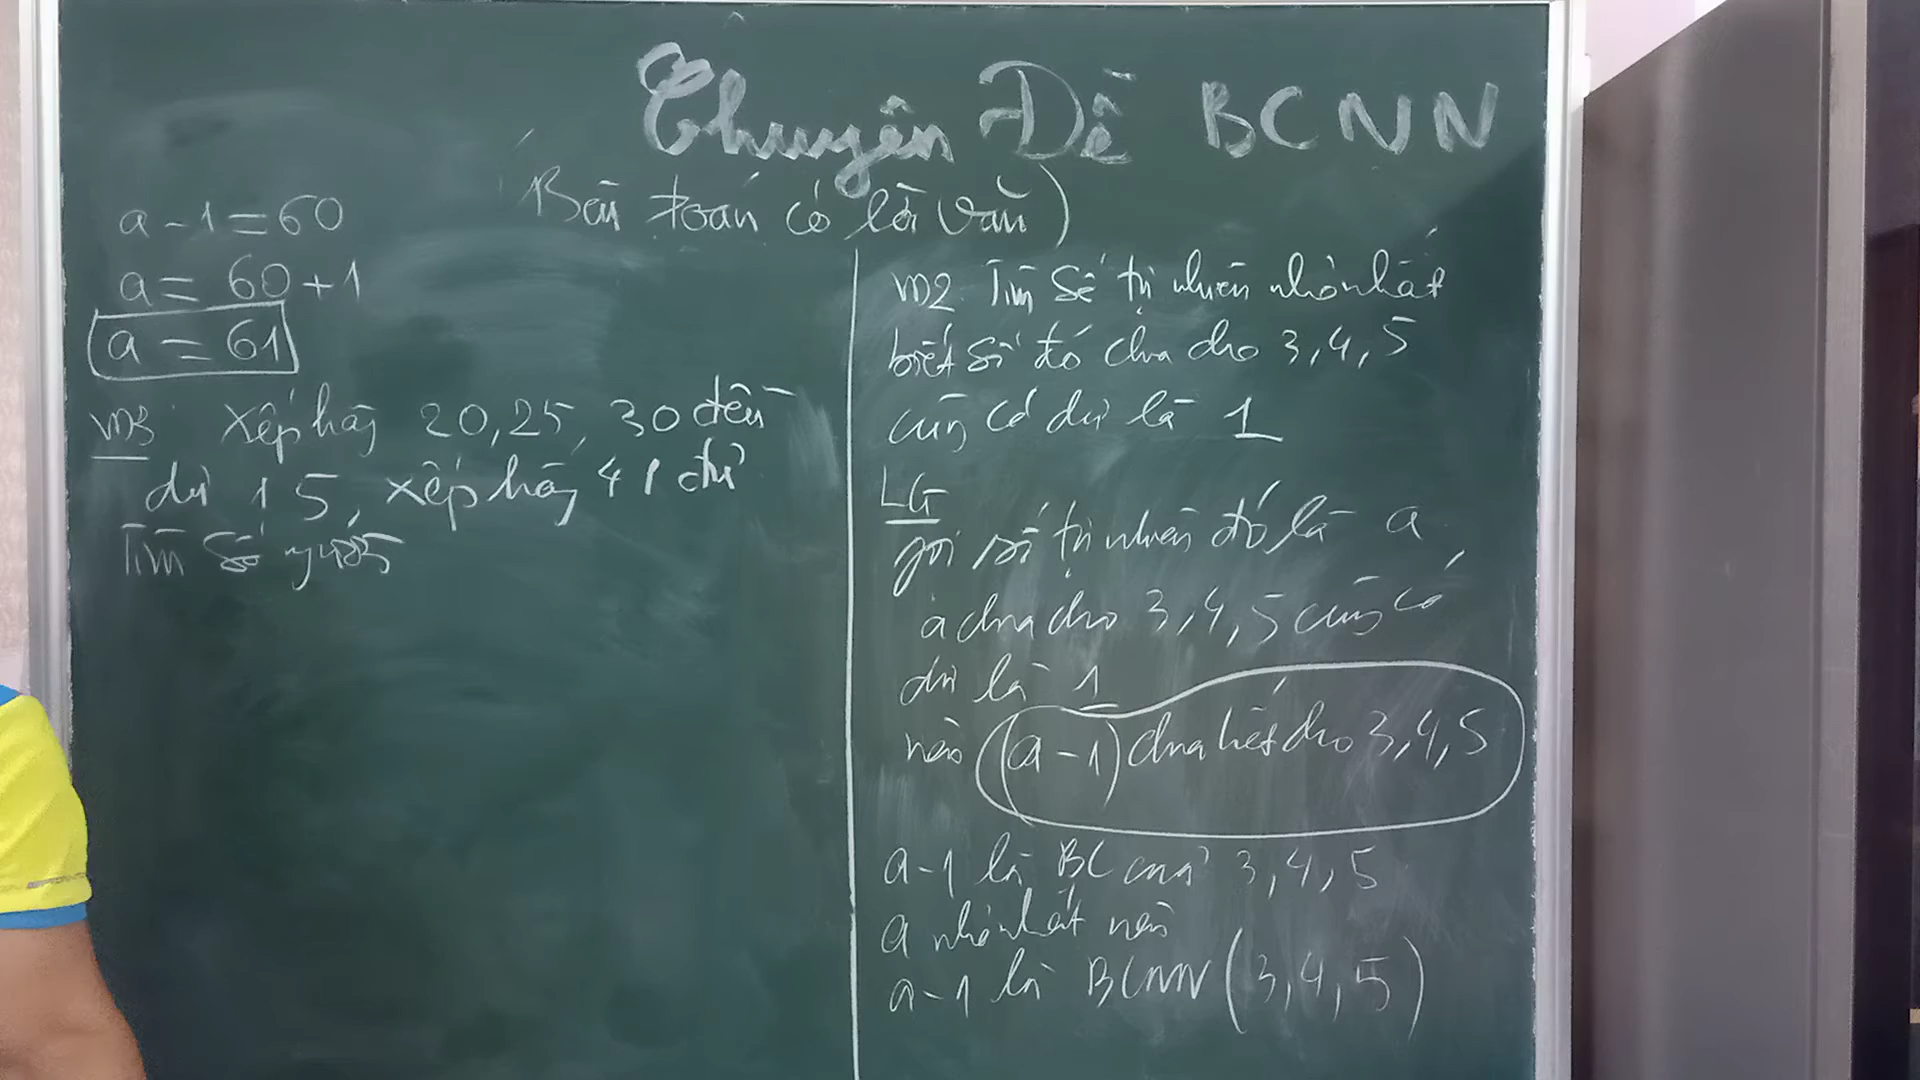 Chuyên Đề BCNN
Bài toán có lời văn)
a - 1 = 60
a = 60 + 1
a = 61
VD3 xếp hàng 20, 25, 30 đều
dư 15, xếp hàng 41 đủ
Tìm số người
VD2. Tìm số tự nhiên nhỏ nhất
biết số đó chia cho 3, 4, 5
cùng có dư là 1
LG
gọi số tự nhiên đó là a,
a chia cho 3, 4, 5 cùng có
dư là 1
nên (a - 1) chia hết cho 3, 4, 5
a - 1 là BC của 3, 4, 5
a nhỏ nhất nên
a - 1 là BCNN (3, 4, 5)